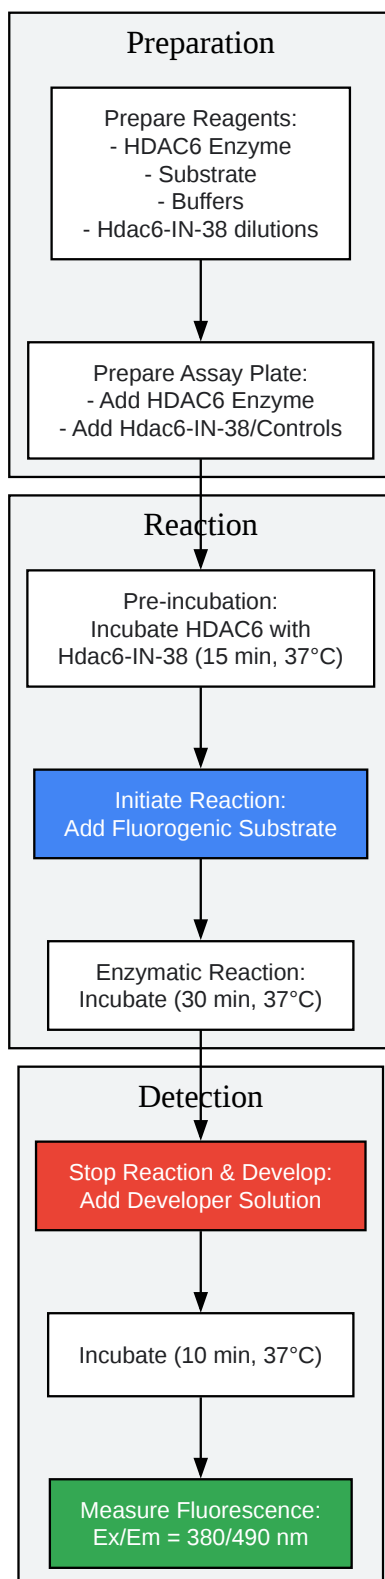 Preparation
Prepare Reagents:
- HDAC6 Enzyme
- Substrate
- Buffers
- Hdac6-IN-38 dilutions
Prepare Assay Plate:
- Add HDAC6 Enzyme
- Add Hdac6-IN-38/Controls
Reaction
Pre-incubation:
Incubate HDAC6 with
Hdac6-IN-38 (15 min, 37°C)
Initiate Reaction:
Add Fluorogenic Substrate
Enzymatic Reaction:
Incubate (30 min, 37°C)
Detection
Stop Reaction & Develop:
Add Developer Solution
Incubate (10 min, 37°C)
Measure Fluorescence:
Ex/Em = 380/490 nm